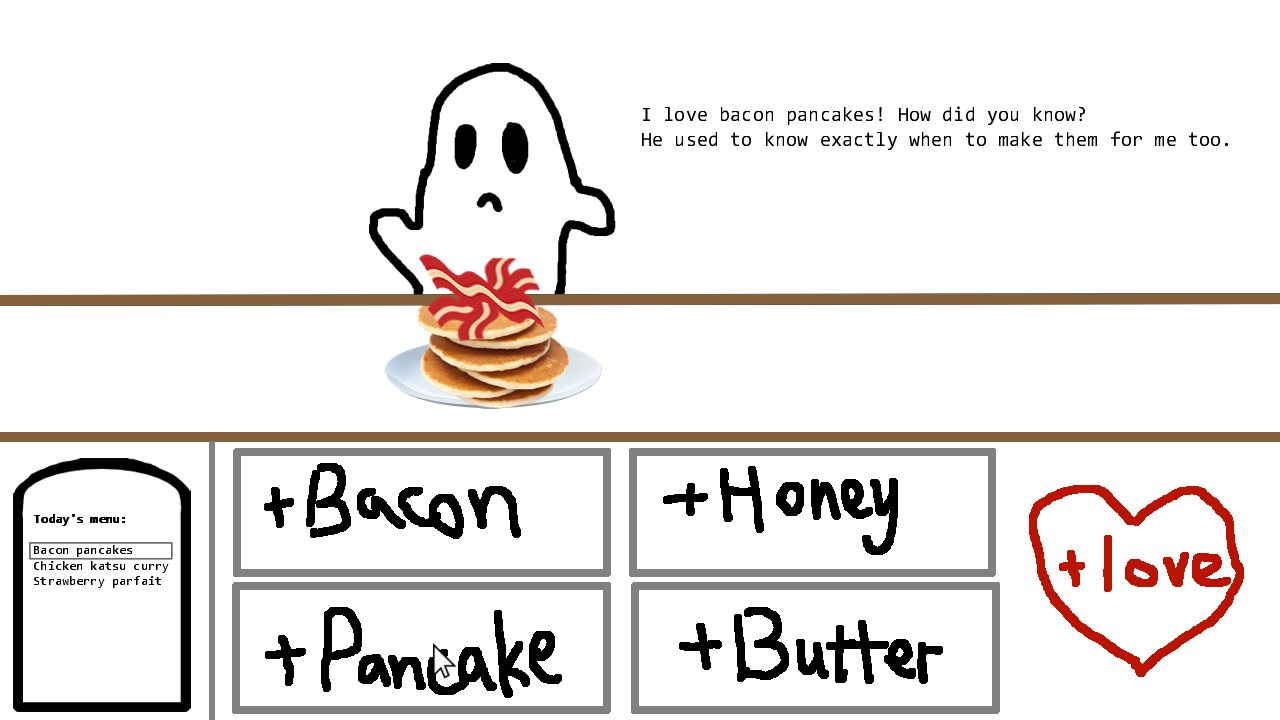 I love bacon pancakes! How did you know?
He used to know exactly when to make them for me too.
Today's menu:
Bacon pancakes
Chicken katsu curry
Strawberry parfait
+Bacon
+Honey
+Pancake
+Butter
+love